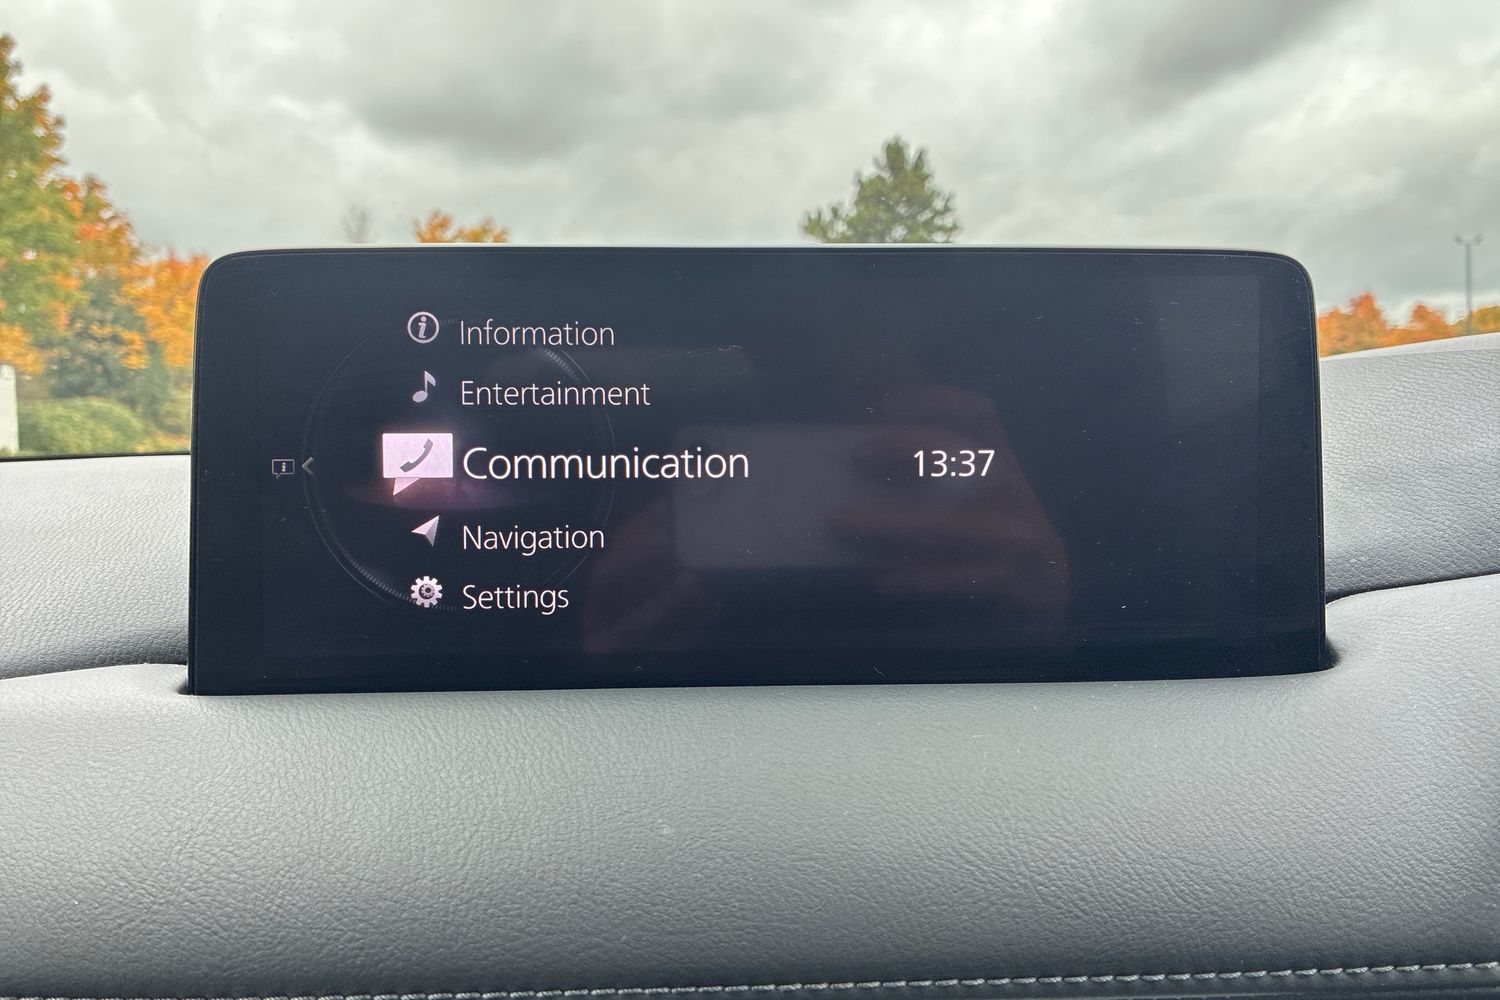 Information
Entertainment
Communication 13:37
Navigation
Settings